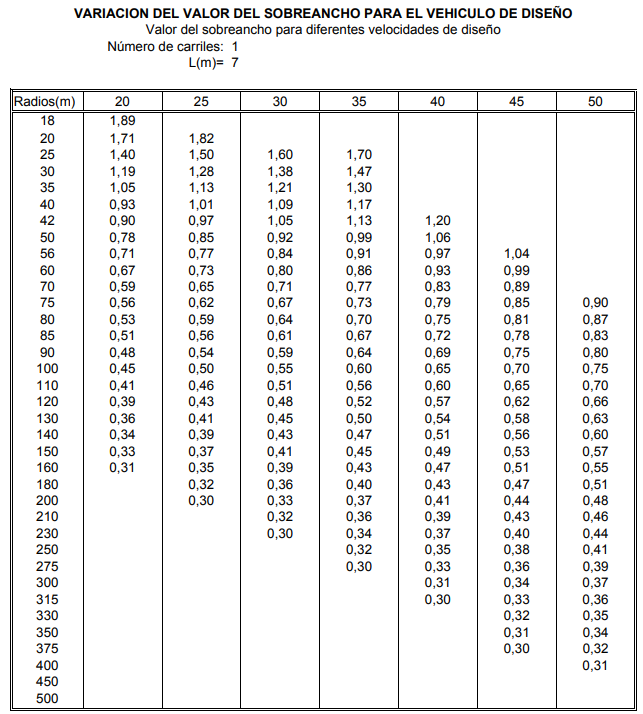 VARIACION DEL VALOR DEL SOBREANCHO PARA EL VEHICULO DE DISEÑO
Valor del sobreancho para diferentes velocidades de diseño
Número de carriles: 1
L(m)= 7
Radios(m) 20 25 30 35 40 45 50
18 1,89
20 1,71 1,82
25 1,40 1,50 1,60 1,70
30 1,19 1,28 1,38 1,47
35 1,05 1,13 1,21 1,30
40 0,93 1,01 1,09 1,17
42 0,90 0,97 1,05 1,13 1,20
50 0,78 0,85 0,92 0,99 1,06
56 0,71 0,77 0,84 0,91 0,97 1,04
60 0,67 0,73 0,80 0,86 0,93 0,99
70 0,59 0,65 0,71 0,77 0,83 0,89
75 0,56 0,62 0,67 0,73 0,79 0,85 0,90
80 0,53 0,59 0,64 0,70 0,75 0,81 0,87
85 0,51 0,56 0,61 0,67 0,72 0,78 0,83
90 0,48 0,54 0,59 0,64 0,69 0,75 0,80
100 0,45 0,50 0,55 0,60 0,65 0,70 0,75
110 0,41 0,46 0,51 0,56 0,60 0,65 0,70
120 0,39 0,43 0,48 0,52 0,57 0,62 0,66
130 0,36 0,41 0,45 0,50 0,54 0,58 0,63
140 0,34 0,39 0,43 0,47 0,51 0,56 0,60
150 0,33 0,37 0,41 0,45 0,49 0,53 0,57
160 0,31 0,35 0,39 0,43 0,47 0,51 0,55
180 0,32 0,36 0,40 0,43 0,47 0,51
200 0,30 0,33 0,37 0,41 0,44 0,48
210 0,32 0,36 0,39 0,43 0,46
230 0,30 0,34 0,37 0,40 0,44
250 0,32 0,35 0,38 0,41
275 0,30 0,33 0,36 0,39
300 0,31 0,34 0,37
315 0,30 0,33 0,36
330 0,32 0,35
350 0,31 0,34
375 0,30 0,32
400 0,31
450
500